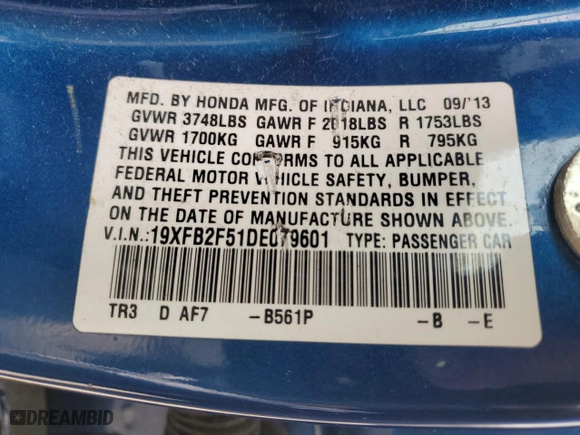 MFD. BY HONDA MFG. OF INDIANA, LLC 09/'13
GVWR 3748LBS GAWR F 2018LBS R 1753LBS
GVWR 1700KG GAWR F 915KG R 795KG
THIS VEHICLE CONFORMS TO ALL APPLICABLE
FEDERAL MOTOR VEHICLE SAFETY, BUMPER,
AND THEFT PREVENTION STANDARDS IN EFFECT
ON THE DATE OF MANUFACTURE SHOWN ABOVE.
V.I.N.:19XFB2F51DE079601 TYPE: PASSENGER CAR
TR3 D AF7 -B561P -B -E
DREAMBID